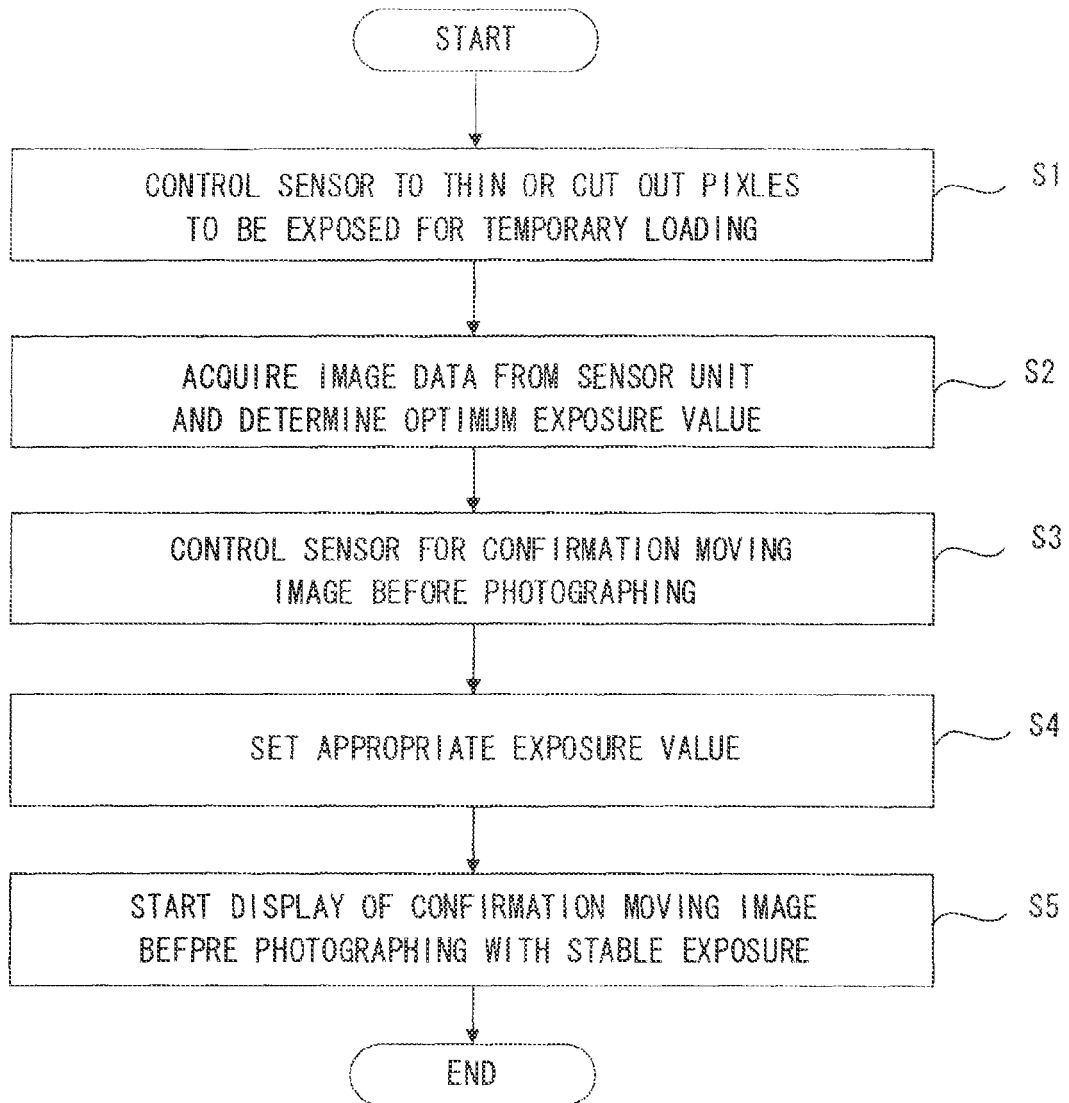 START
CONTROL SENSOR TO THIN OR CUT OUT PIXLES
TO BE EXPOSED FOR TEMPORARY LOADING
S1
ACQUIRE IMAGE DATA FROM SENSOR UNIT
AND DETERMINE OPTIMUM EXPOSURE VALUE
S2
CONTROL SENSOR FOR CONFIRMATION MOVING
IMAGE BEFORE PHOTOGRAPHING
S3
SET APPROPRIATE EXPOSURE VALUE
S4
START DISPLAY OF CONFIRMATION MOVING IMAGE
BEFPRE PHOTOGRAPHING WITH STABLE EXPOSURE
S5
END